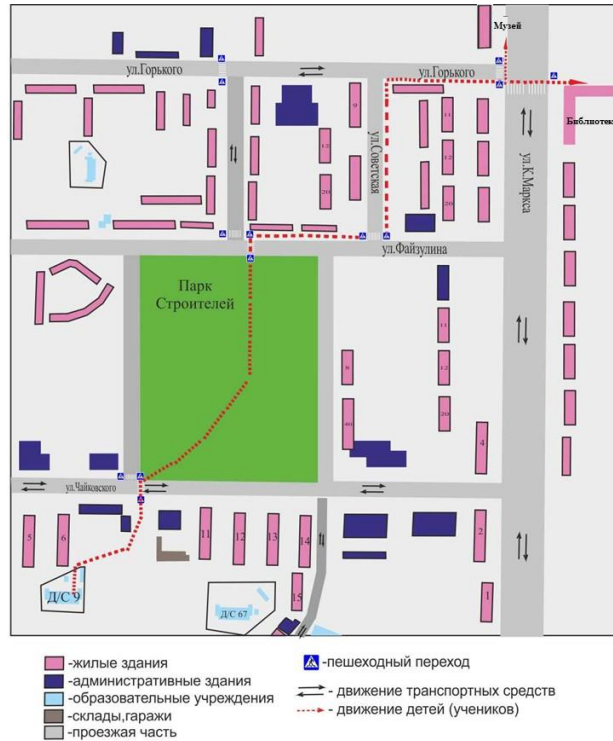 Музей
ул.Горького
ул.Горького
Библиотека
9
11
12
12
20
20
ул.Советская
ул.К.Маркса
ул.Файзулина
Парк
Строителей
11
8
12
20
4
ул.Чайковского
5
6
11
12
13
14
2
Д/С 9
Д/С 67
15
1
-жилые здания
-административные здания
-образовательные учреждения
-склады,гаражи
-проезжая часть
-пешеходный переход
- движение транспортных средств
- движение детей (учеников)